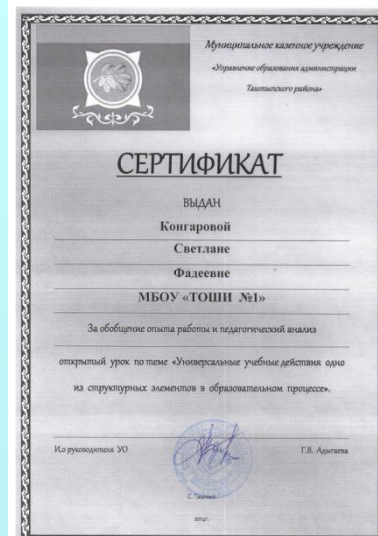 Муниципальное казенное учреждение
«Управление образования администрации
Таштыпского района»
СЕРТИФИКАТ
ВЫДАН
Конгаровой
Светлане
Фадеевне
МБОУ «ТОШИ №1»
За обобщение опыта работы и педагогический анализ
открытый урок по теме «Универсальные учебные действия одно
из структурных элементов в образовательном процессе».
И.о руководителя УО Г.В. Адыгаева